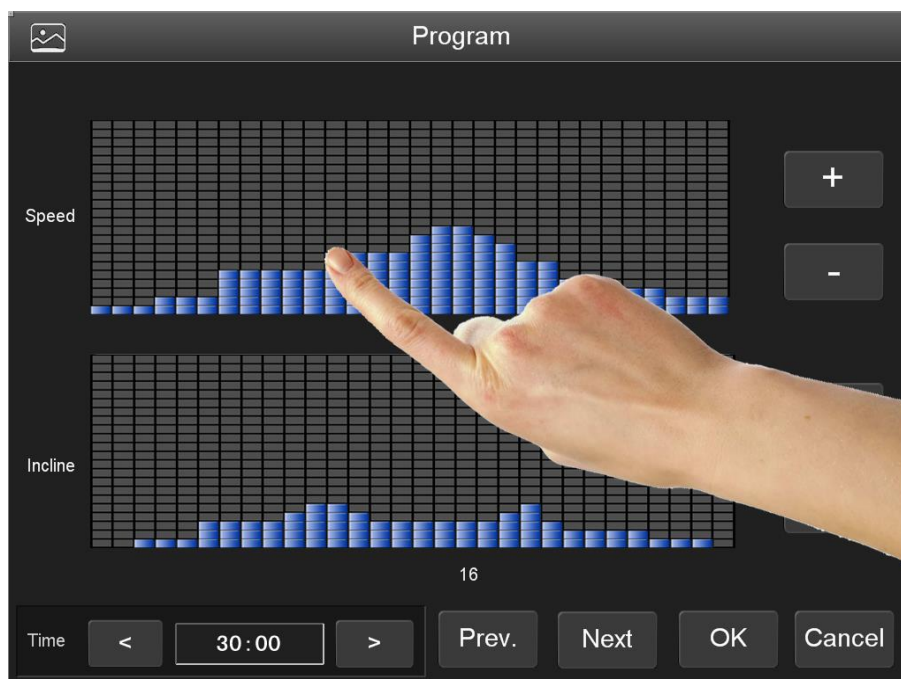 Program
Speed
+
-
Incline
16
Time
<
30:00
>
Prev.
Next
OK
Cancel